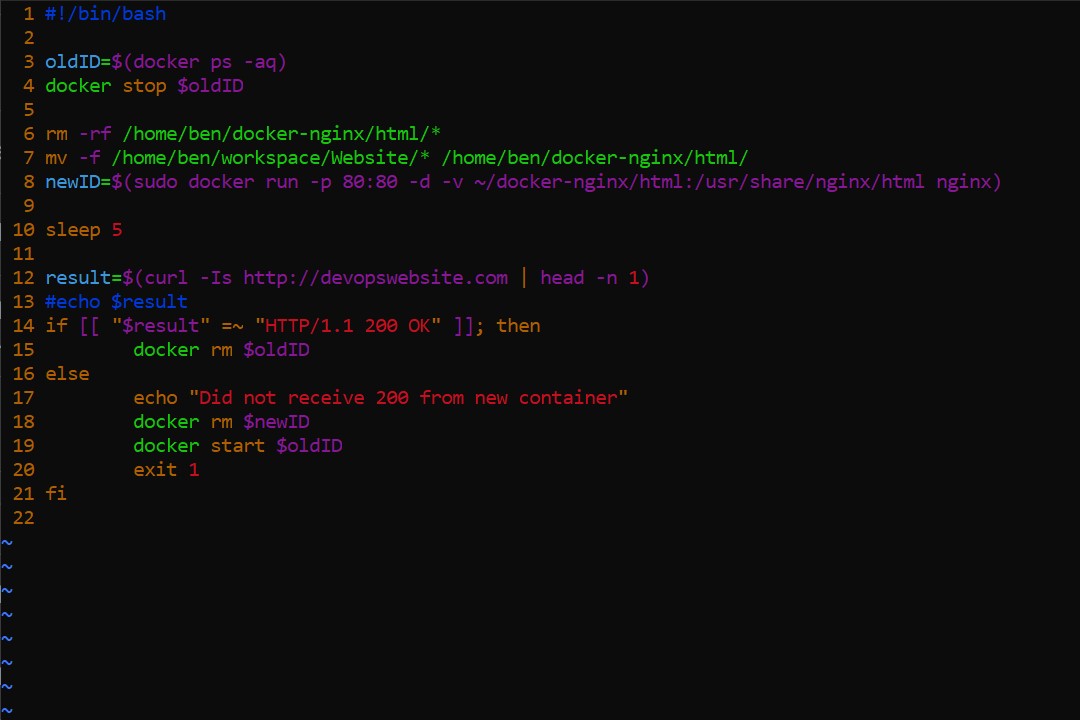 1 #!/bin/bash
2
3 oldID=$(docker ps -aq)
4 docker stop $oldID
5
6 rm -rf /home/ben/docker-nginx/html/*
7 mv -f /home/ben/workspace/Website/* /home/ben/docker-nginx/html/
8 newID=$(sudo docker run -p 80:80 -d -v ~/docker-nginx/html:/usr/share/nginx/html nginx)
9
10 sleep 5
11
12 result=$(curl -Is http://devopswebsite.com | head -n 1)
13 #echo $result
14 if [[ "$result" =~ "HTTP/1.1 200 OK" ]]; then
15         docker rm $oldID
16 else
17         echo "Did not receive 200 from new container"
18         docker rm $newID
19         docker start $oldID
20         exit 1
21 fi
22
~
~
~
~
~
~
~
~